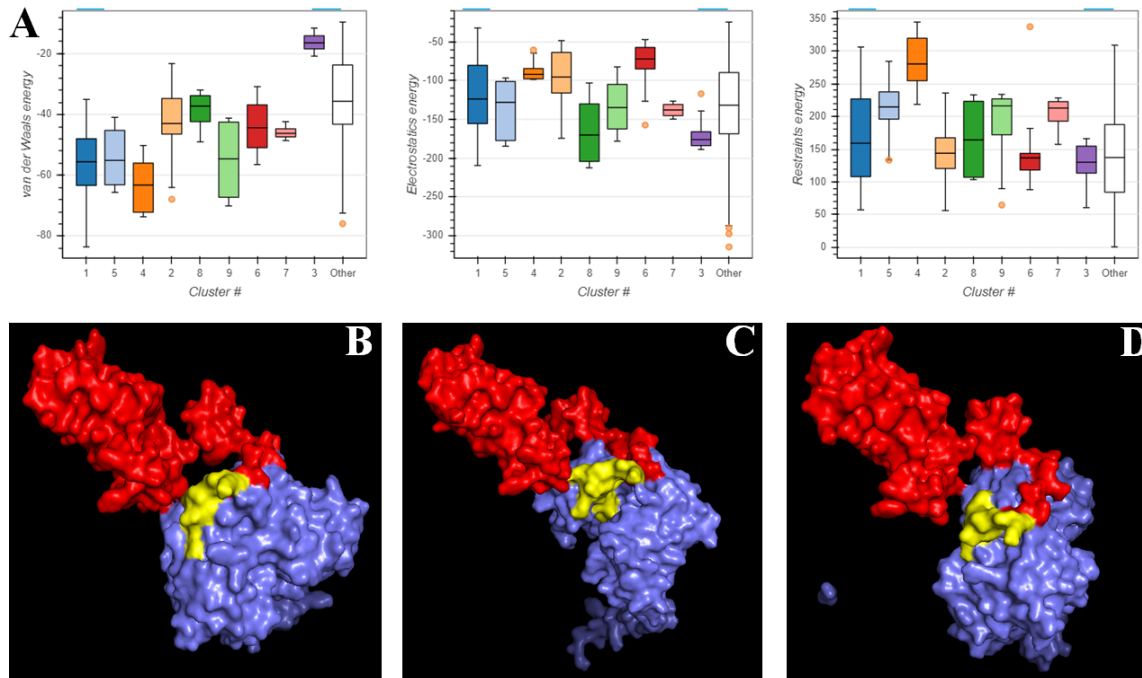 A
van der Waals energy
-20
-40
-60
-80
1 5 4 2 8 9 6 7 3 Other
Cluster #
Electrostatics energy
-50
-100
-150
-200
-250
-300
1 5 4 2 8 9 6 7 3 Other
Cluster #
Restraints energy
350
300
250
200
150
100
50
0
1 5 4 2 8 9 6 7 3 Other
Cluster #
B
C
D